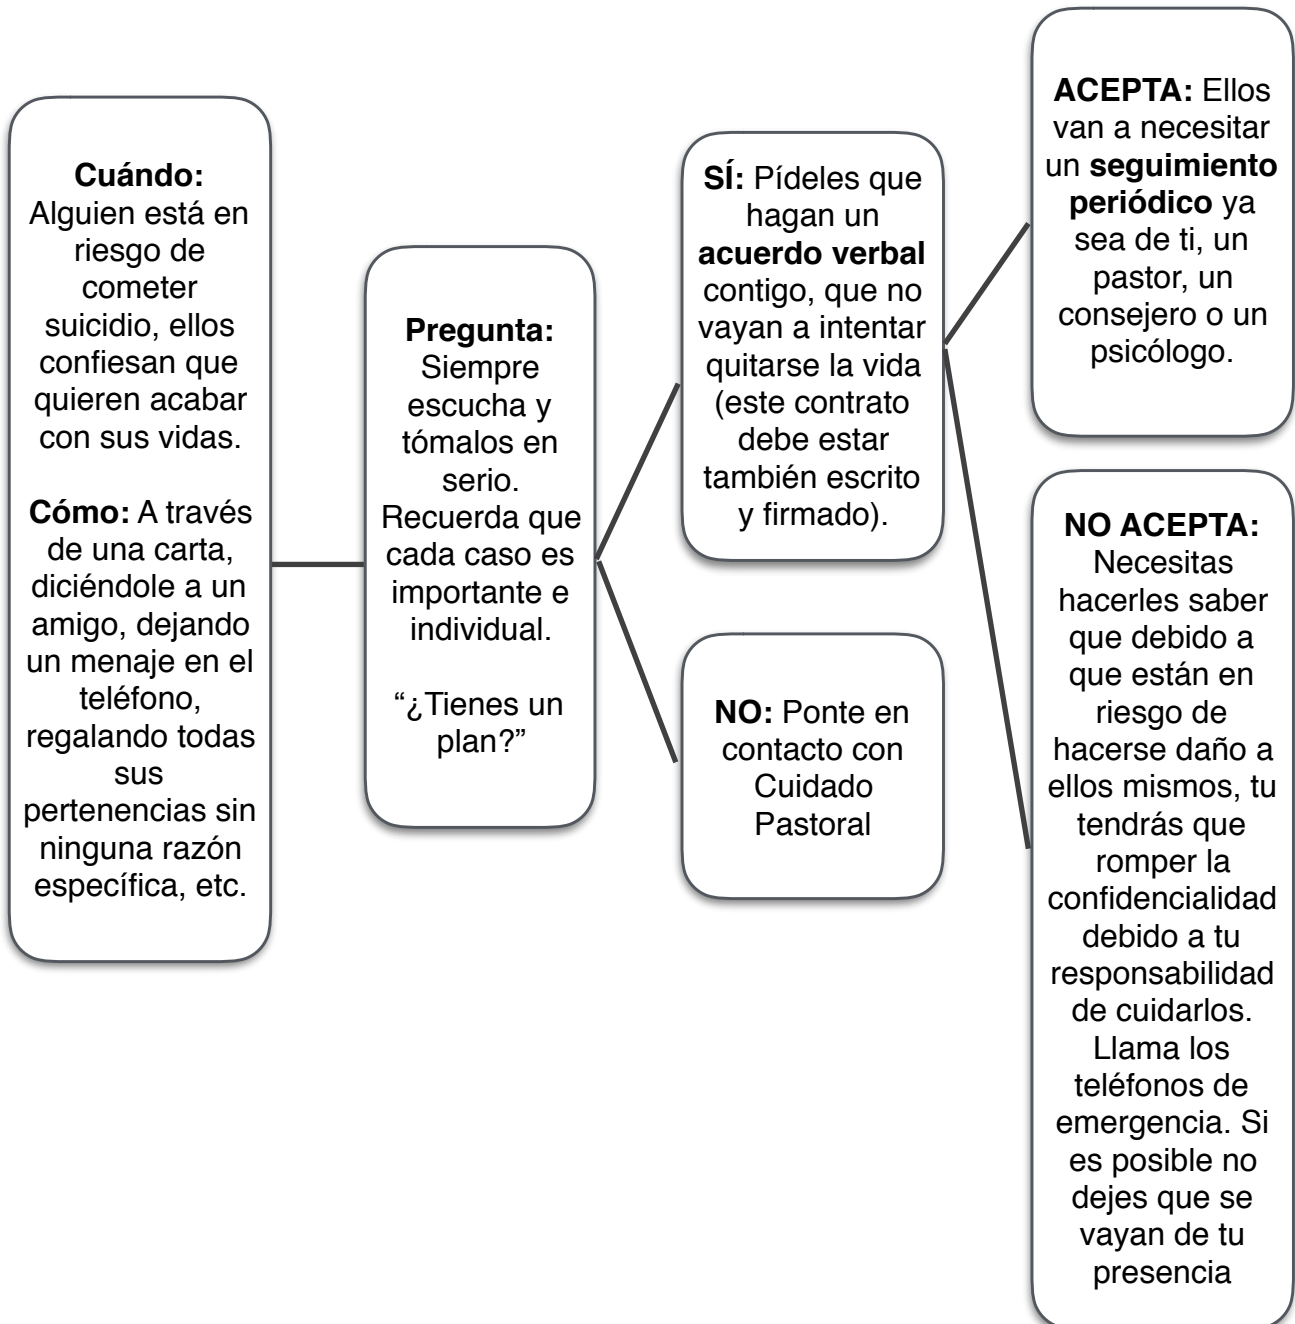 Cuándo:
Alguien está en
riesgo de
cometer
suicidio, ellos
confiesan que
quieren acabar
con sus vidas.
Cómo: A través
de una carta,
diciéndole a un
amigo, dejando
un menaje en el
teléfono,
regalando todas
sus
pertenencias sin
ninguna razón
específica, etc.
Pregunta:
Siempre
escucha y
tómalos en
serio.
Recuerda que
cada caso es
importante e
individual.
“¿Tienes un
plan?”
SÍ: Pídeles que
hagan un
acuerdo verbal
contigo, que no
vayan a intentar
quitarse la vida
(este contrato
debe estar
también escrito
y firmado).
NO: Ponte en
contacto con
Cuidado
Pastoral
ACEPTA: Ellos
van a necesitar
un seguimiento
periódico ya
sea de ti, un
pastor, un
consejero o un
psicólogo.
NO ACEPTA:
Necesitas
hacerles saber
que debido a
que están en
riesgo de
hacerse daño a
ellos mismos, tu
tendrás que
romper la
confidencialidad
debido a tu
responsabilidad
de cuidarlos.
Llama los
teléfonos de
emergencia. Si
es posible no
dejes que se
vayan de tu
presencia